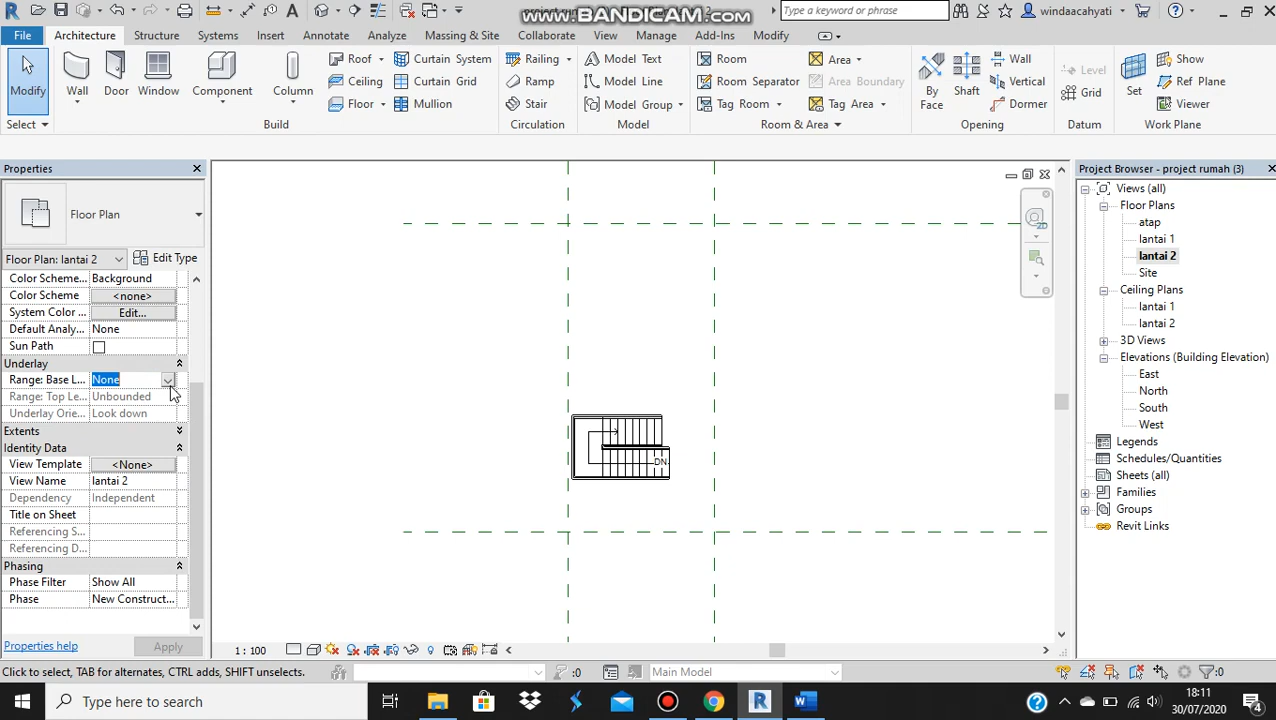 WWW.BANDICAM.COM
2
Type a keyword or phrase
windaacahyati
File
Architecture
Structure
Systems
Insert
Annotate
Analyze
Massing & Site
Collaborate
View
Manage
Add-Ins
Modify
Modify
Wall
Door
Window
Component
Column
Roof
Ceiling
Floor
Curtain System
Curtain Grid
Mullion
Railing
Ramp
Stair
Model Text
Model Line
Model Group
Room
Room Separator
Tag Room
Area
Area Boundary
Tag Area
By
Face
Shaft
Wall
Vertical
Dormer
Level
Grid
Set
Show
Ref Plane
Viewer
Select
Build
Circulation
Model
Room & Area
Opening
Datum
Work Plane
Properties
Floor Plan
Floor Plan: lantai 2
Edit Type
Color Scheme... Background
Color Scheme <none>
System Color ... Edit...
Default Analy... None
Sun Path
Underlay
Range: Base L... None
Range: Top Le... Unbounded
Underlay Orie... Look down
Extents
Identity Data
View Template <None>
View Name lantai 2
Dependency Independent
Title on Sheet
Referencing S...
Referencing D...
Phasing
Phase Filter Show All
Phase New Construct...
Properties help
Apply
DN
2D
1 : 100
Project Browser - project rumah (3)
Views (all)
Floor Plans
atap
lantai 1
lantai 2
Site
Ceiling Plans
lantai 1
lantai 2
3D Views
Elevations (Building Elevation)
East
North
South
West
Legends
Schedules/Quantities
Sheets (all)
Families
Groups
Revit Links
Click to select, TAB for alternates, CTRL adds, SHIFT unselects.
:0
Main Model
:0
Type here to search
18:11
30/07/2020
4